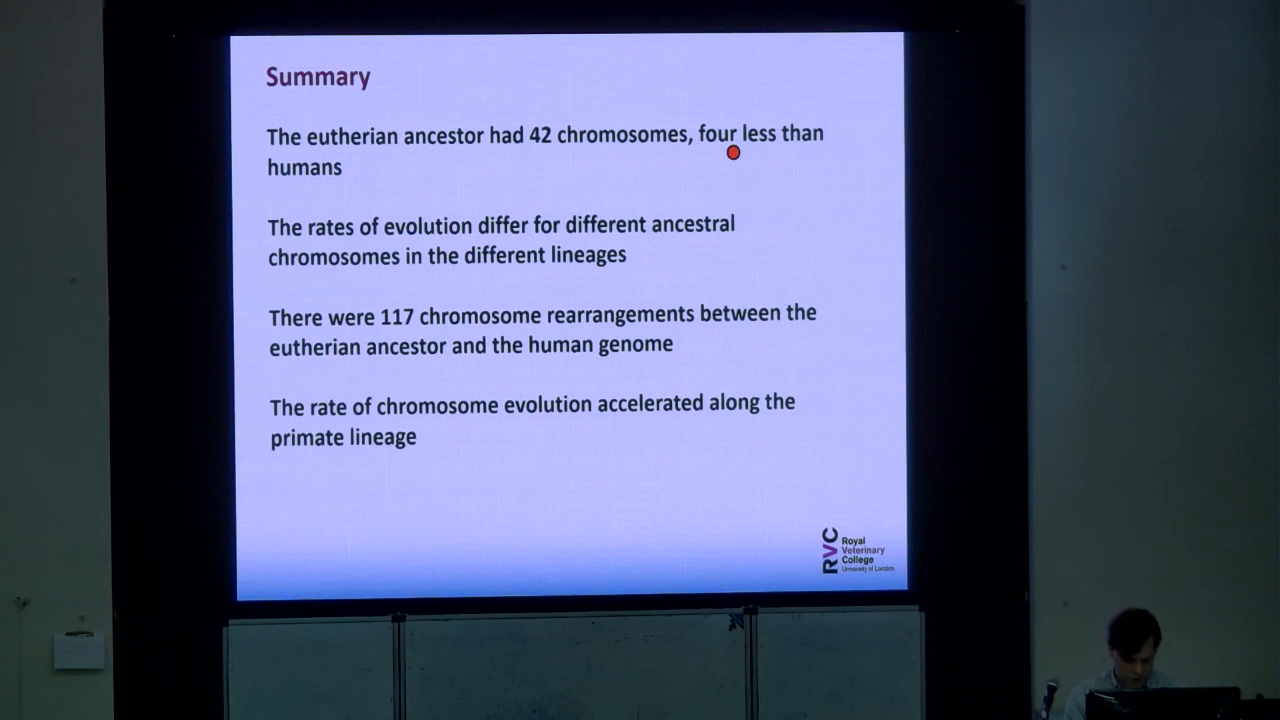 Summary
The eutherian ancestor had 42 chromosomes, four less than
humans
The rates of evolution differ for different ancestral
chromosomes in the different lineages
There were 117 chromosome rearrangements between the
eutherian ancestor and the human genome
The rate of chromosome evolution accelerated along the
primate lineage
RVC
Royal
Veterinary
College
University of London